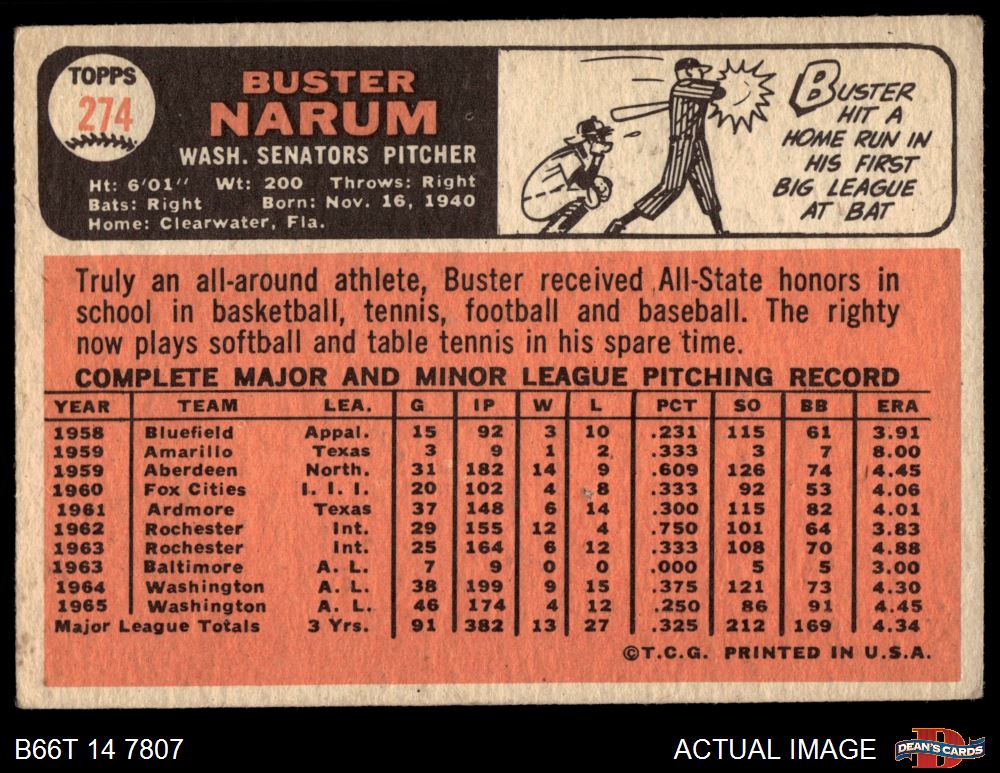 TOPPS
274
BUSTER
NARUM
WASH. SENATORS PITCHER
Ht: 6'01" Wt: 200 Throws: Right
Bats: Right Born: Nov. 16, 1940
Home: Clearwater, Fla.
BUSTER
HIT A
HOME RUN IN
HIS FIRST
BIG LEAGUE
AT BAT
Truly an all-around athlete, Buster received All-State honors in
school in basketball, tennis, football and baseball. The righty
now plays softball and table tennis in his spare time.
COMPLETE MAJOR AND MINOR LEAGUE PITCHING RECORD
YEAR TEAM LEA. G IP W L PCT SO BB ERA
1958 Bluefield Appal. 15 92 3 10 .231 115 61 3.91
1959 Amarillo Texas 3 9 1 2 .333 3 7 8.00
1959 Aberdeen North. 31 182 14 9 .609 126 74 4.45
1960 Fox Cities I. I. I. 20 102 4 8 .333 92 53 4.06
1961 Ardmore Texas 37 148 6 14 .300 115 82 4.01
1962 Rochester Int. 29 155 12 4 .750 101 64 3.83
1963 Rochester Int. 25 164 6 12 .333 108 70 4.88
1963 Baltimore A. L. 7 9 0 0 .000 5 5 3.00
1964 Washington A. L. 38 199 9 15 .375 121 73 4.30
1965 Washington A. L. 46 174 4 12 .250 86 91 4.45
Major League Totals 3 Yrs. 91 382 13 27 .325 212 169 4.34
©T.C.G. PRINTED IN U.S.A.
B66T 14 7807
ACTUAL IMAGE
DEAN'S CARDS